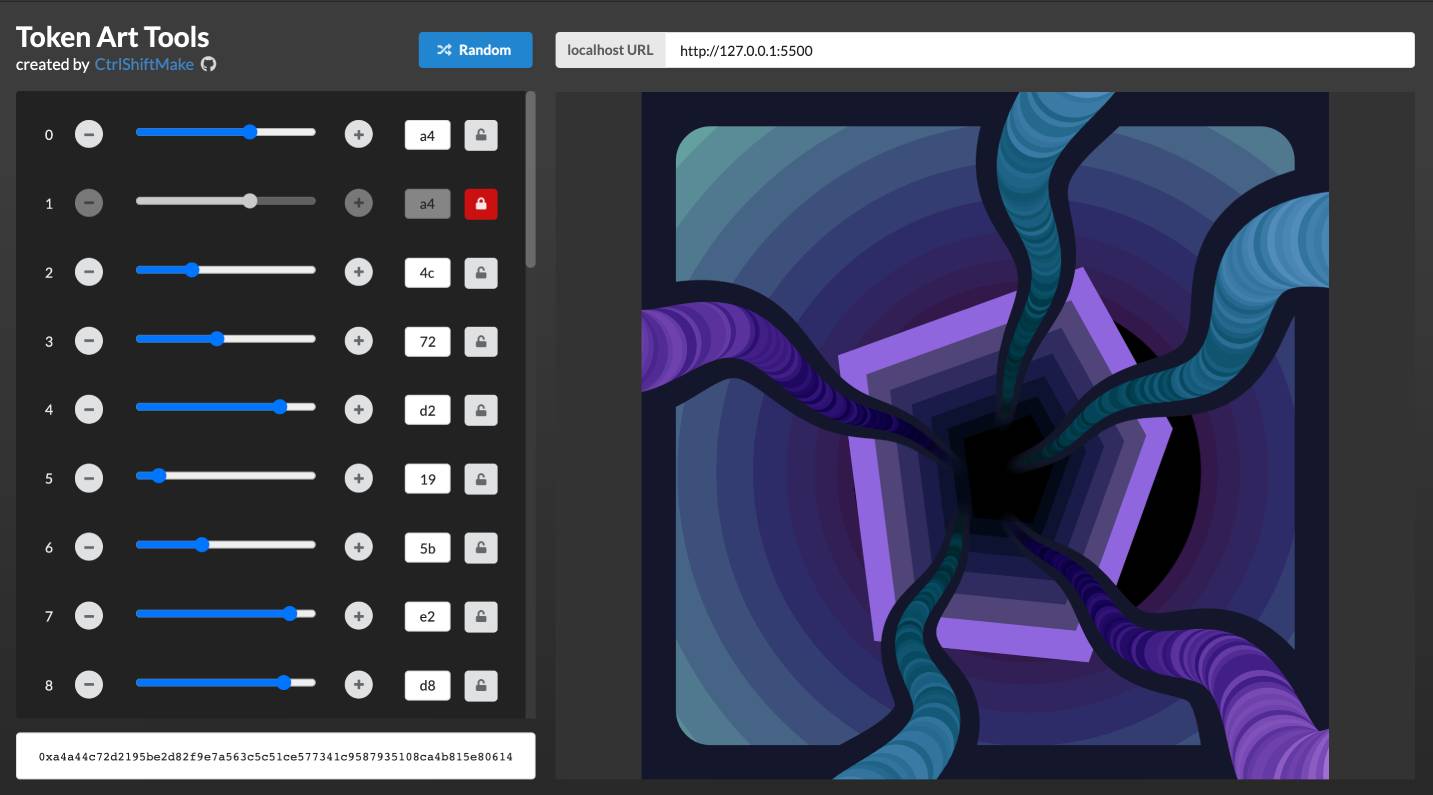 Token Art Tools
created by CtrlShiftMake
Random
localhost URL http://127.0.0.1:5500
0 a4
1 a4
2 4c
3 72
4 d2
5 19
6 5b
7 e2
8 d8
0xa4a44c72d2195be2d82f9e7a563c5c51ce577341c9587935108ca4b815e80614